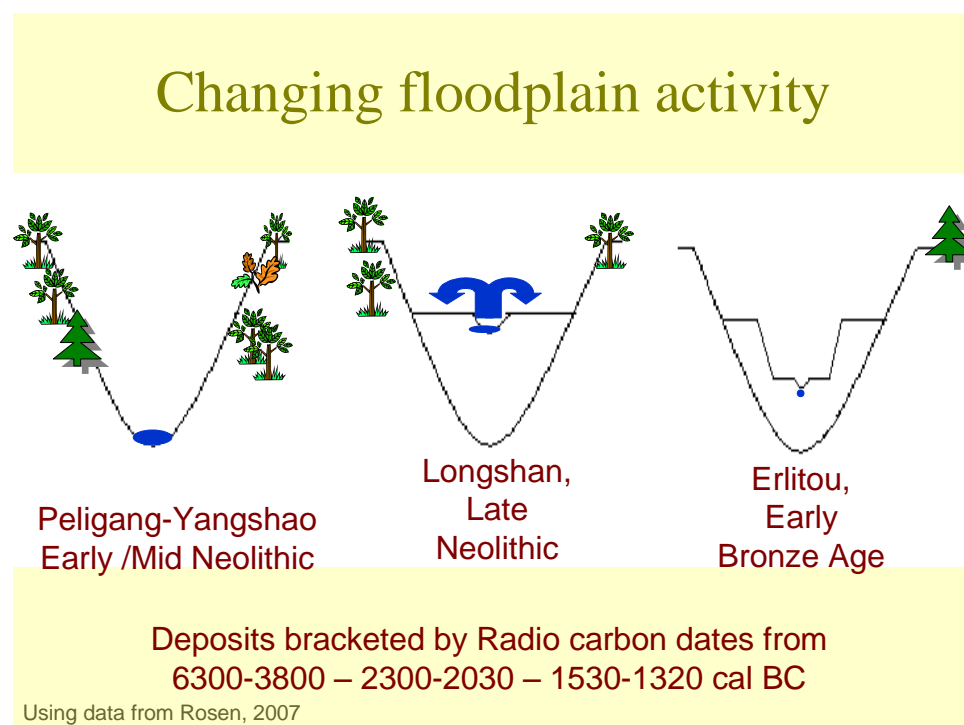 Changing floodplain activity
Peligang-Yangshao
Early /Mid Neolithic
Longshan,
Late
Neolithic
Erlitou,
Early
Bronze Age
Deposits bracketed by Radio carbon dates from
6300-3800 – 2300-2030 – 1530-1320 cal BC
Using data from Rosen, 2007